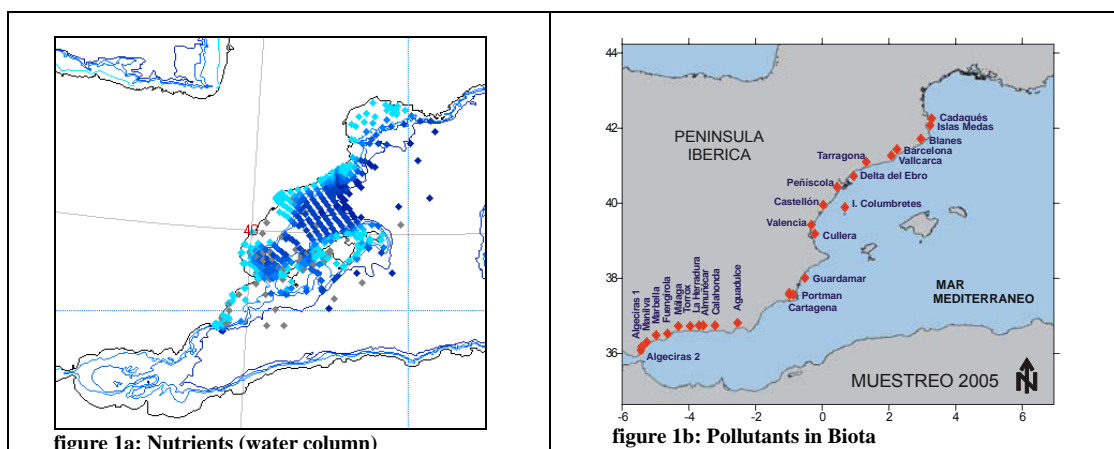 40
figure 1a: Nutrients (water column)
44
42
40
38
36
-6
-4
-2
0
2
4
6
PENINSULA
IBERICA
Cadaqués
Islas Medas
Blanes
Barcelona
Vallcarca
Tarragona
Delta del Ebro
Peñíscola
Castellón
I. Columbretes
Valencia
Cullera
Guardamar
Portman
Cartagena
MAR
MEDITERRANEO
Algeciras 1
Manilva
Marbella
Fuengirola
Málaga
Torrox
La Herradura
Almuñécar
Calahonda
Aguadulce
Algeciras 2
MUESTREO 2005
N
figure 1b: Pollutants in Biota